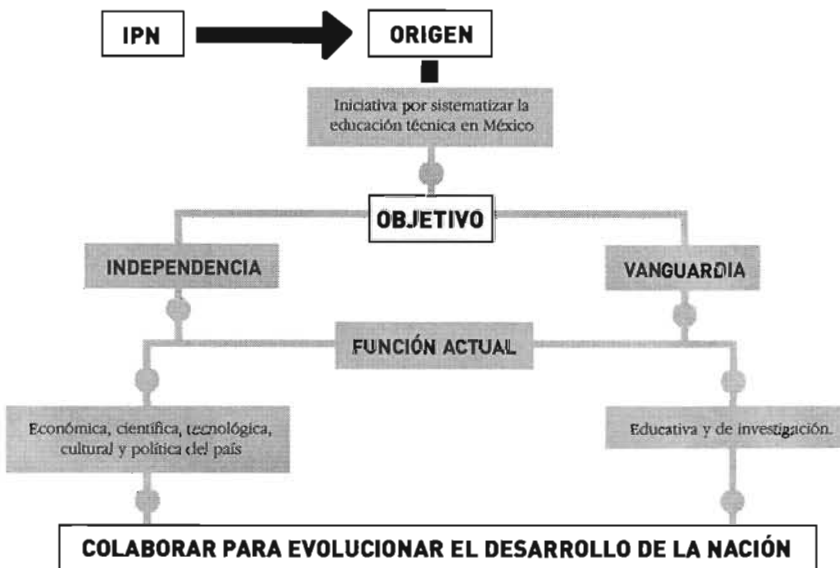 IPN
ORIGEN
Iniciativa por sistematizar la
educación técnica en México
OBJETIVO
INDEPENDENCIA
VANGUARDIA
FUNCIÓN ACTUAL
Económica, científica, tecnológica,
cultural y política del país
Educativa y de investigación.
COLABORAR PARA EVOLUCIONAR EL DESARROLLO DE LA NACIÓN